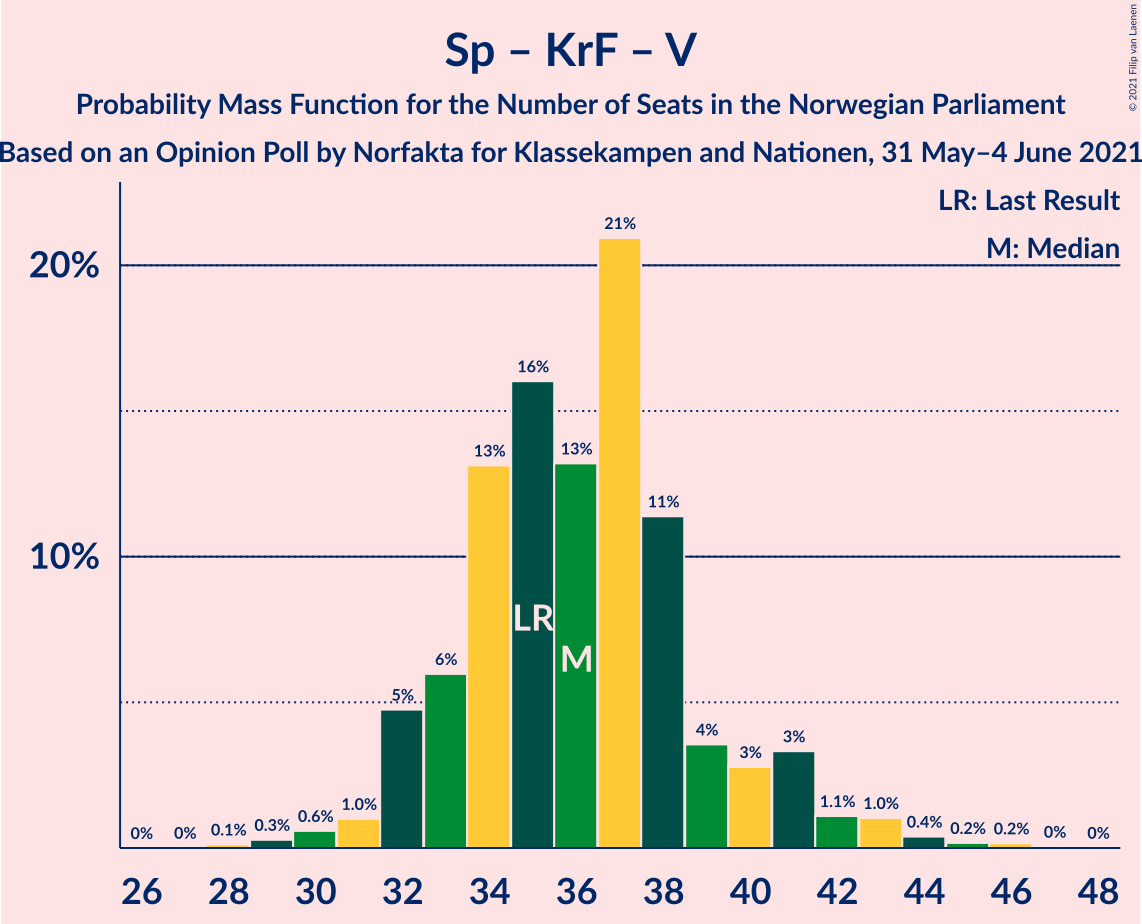 Sp – KrF – V
Probability Mass Function for the Number of Seats in the Norwegian Parliament
Based on an Opinion Poll by Norfakta for Klassekampen and Nationen, 31 May–4 June 2021
© 2021 Filip van Laenen
LR: Last Result
M: Median
20%
10%
0% 0% 0.1% 0.3% 0.6% 1.0% 5% 6% 13% 16% 13% 21% 11% 4% 3% 3% 1.1% 1.0% 0.4% 0.2% 0.2% 0% 0%
LR
M
26 28 30 32 34 36 38 40 42 44 46 48